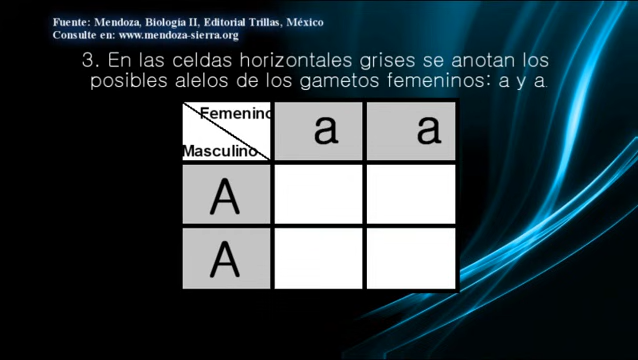 Fuente: Mendoza, Biología II, Editorial Trillas, México
Consulte en: www.mendoza-sierra.org
3. En las celdas horizontales grises se anotan los
posibles alelos de los gametos femeninos: a y a.
Femenino
Masculino
a a
A
A